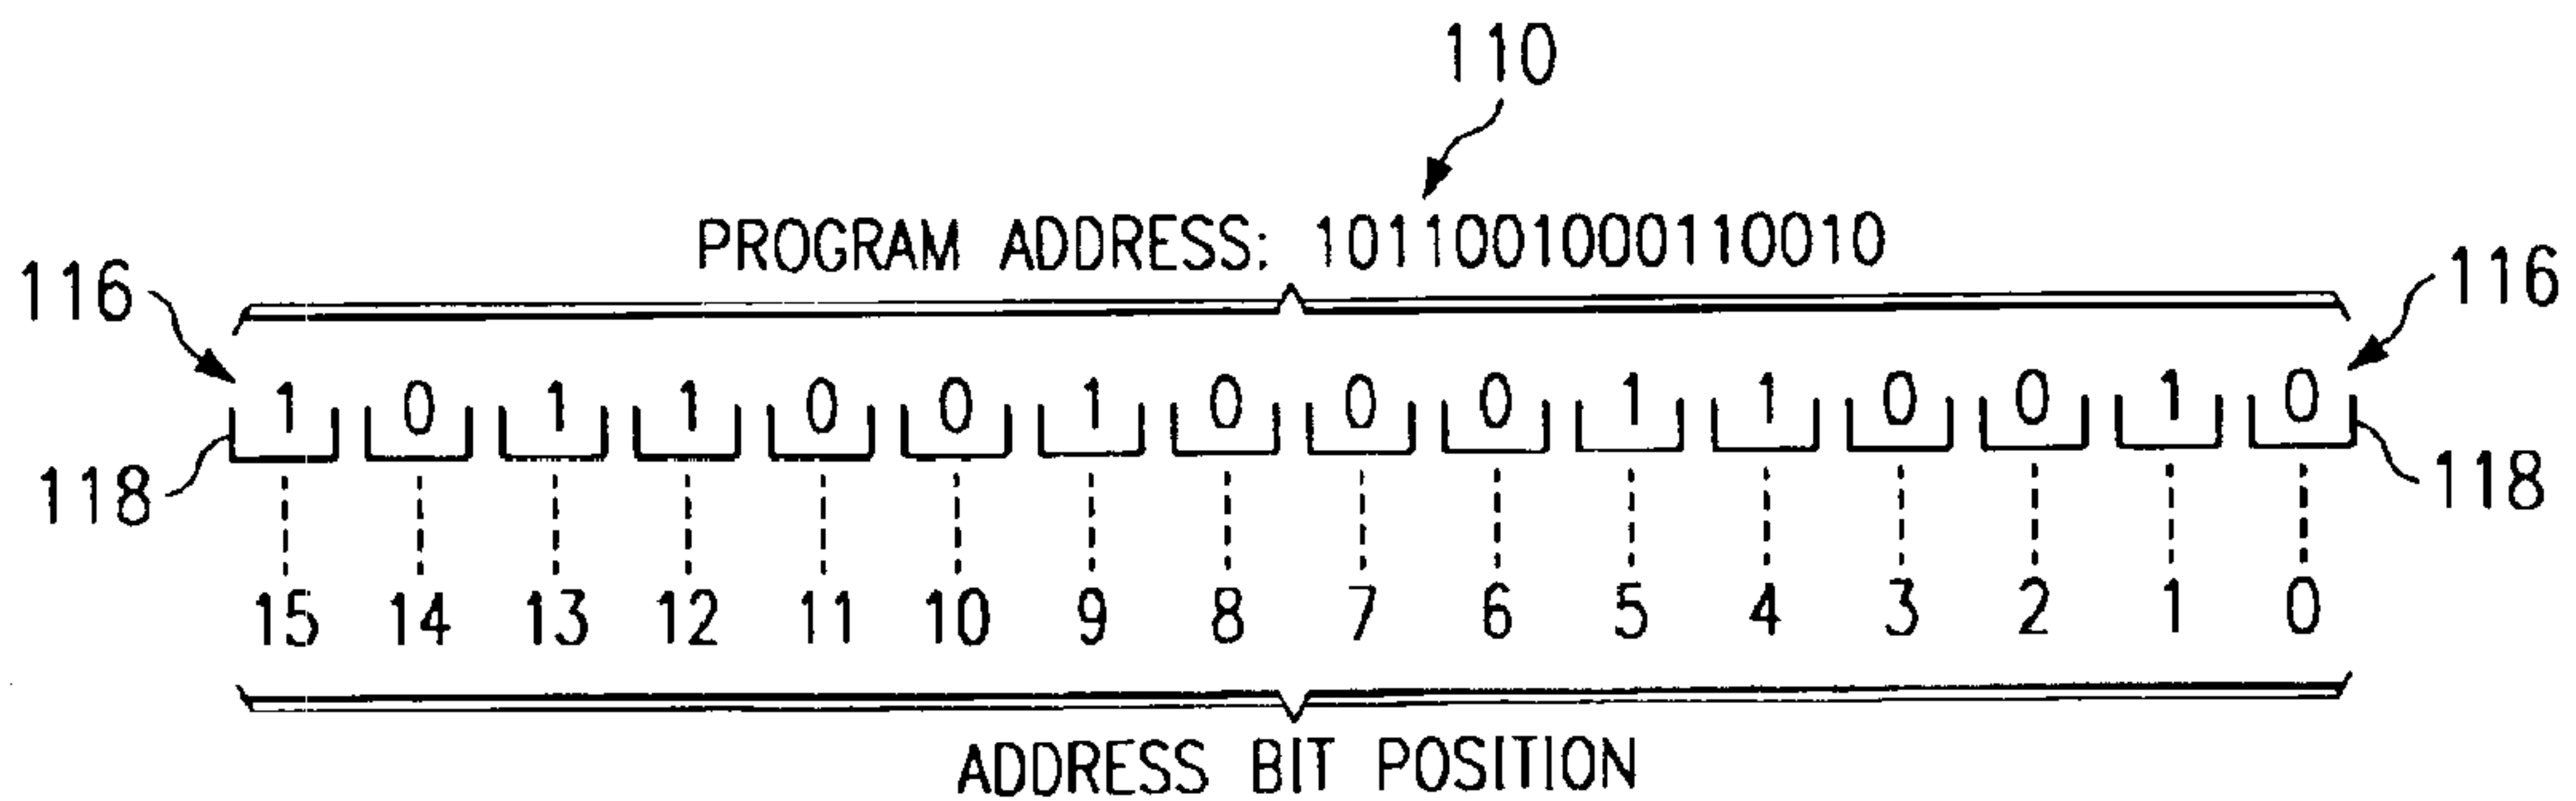 110
PROGRAM ADDRESS: 1011001000110010
116 116
1 0 1 1 0 0 1 0 0 0 1 1 0 0 1 0
118 118
15 14 13 12 11 10 9 8 7 6 5 4 3 2 1 0
ADDRESS BIT POSITION